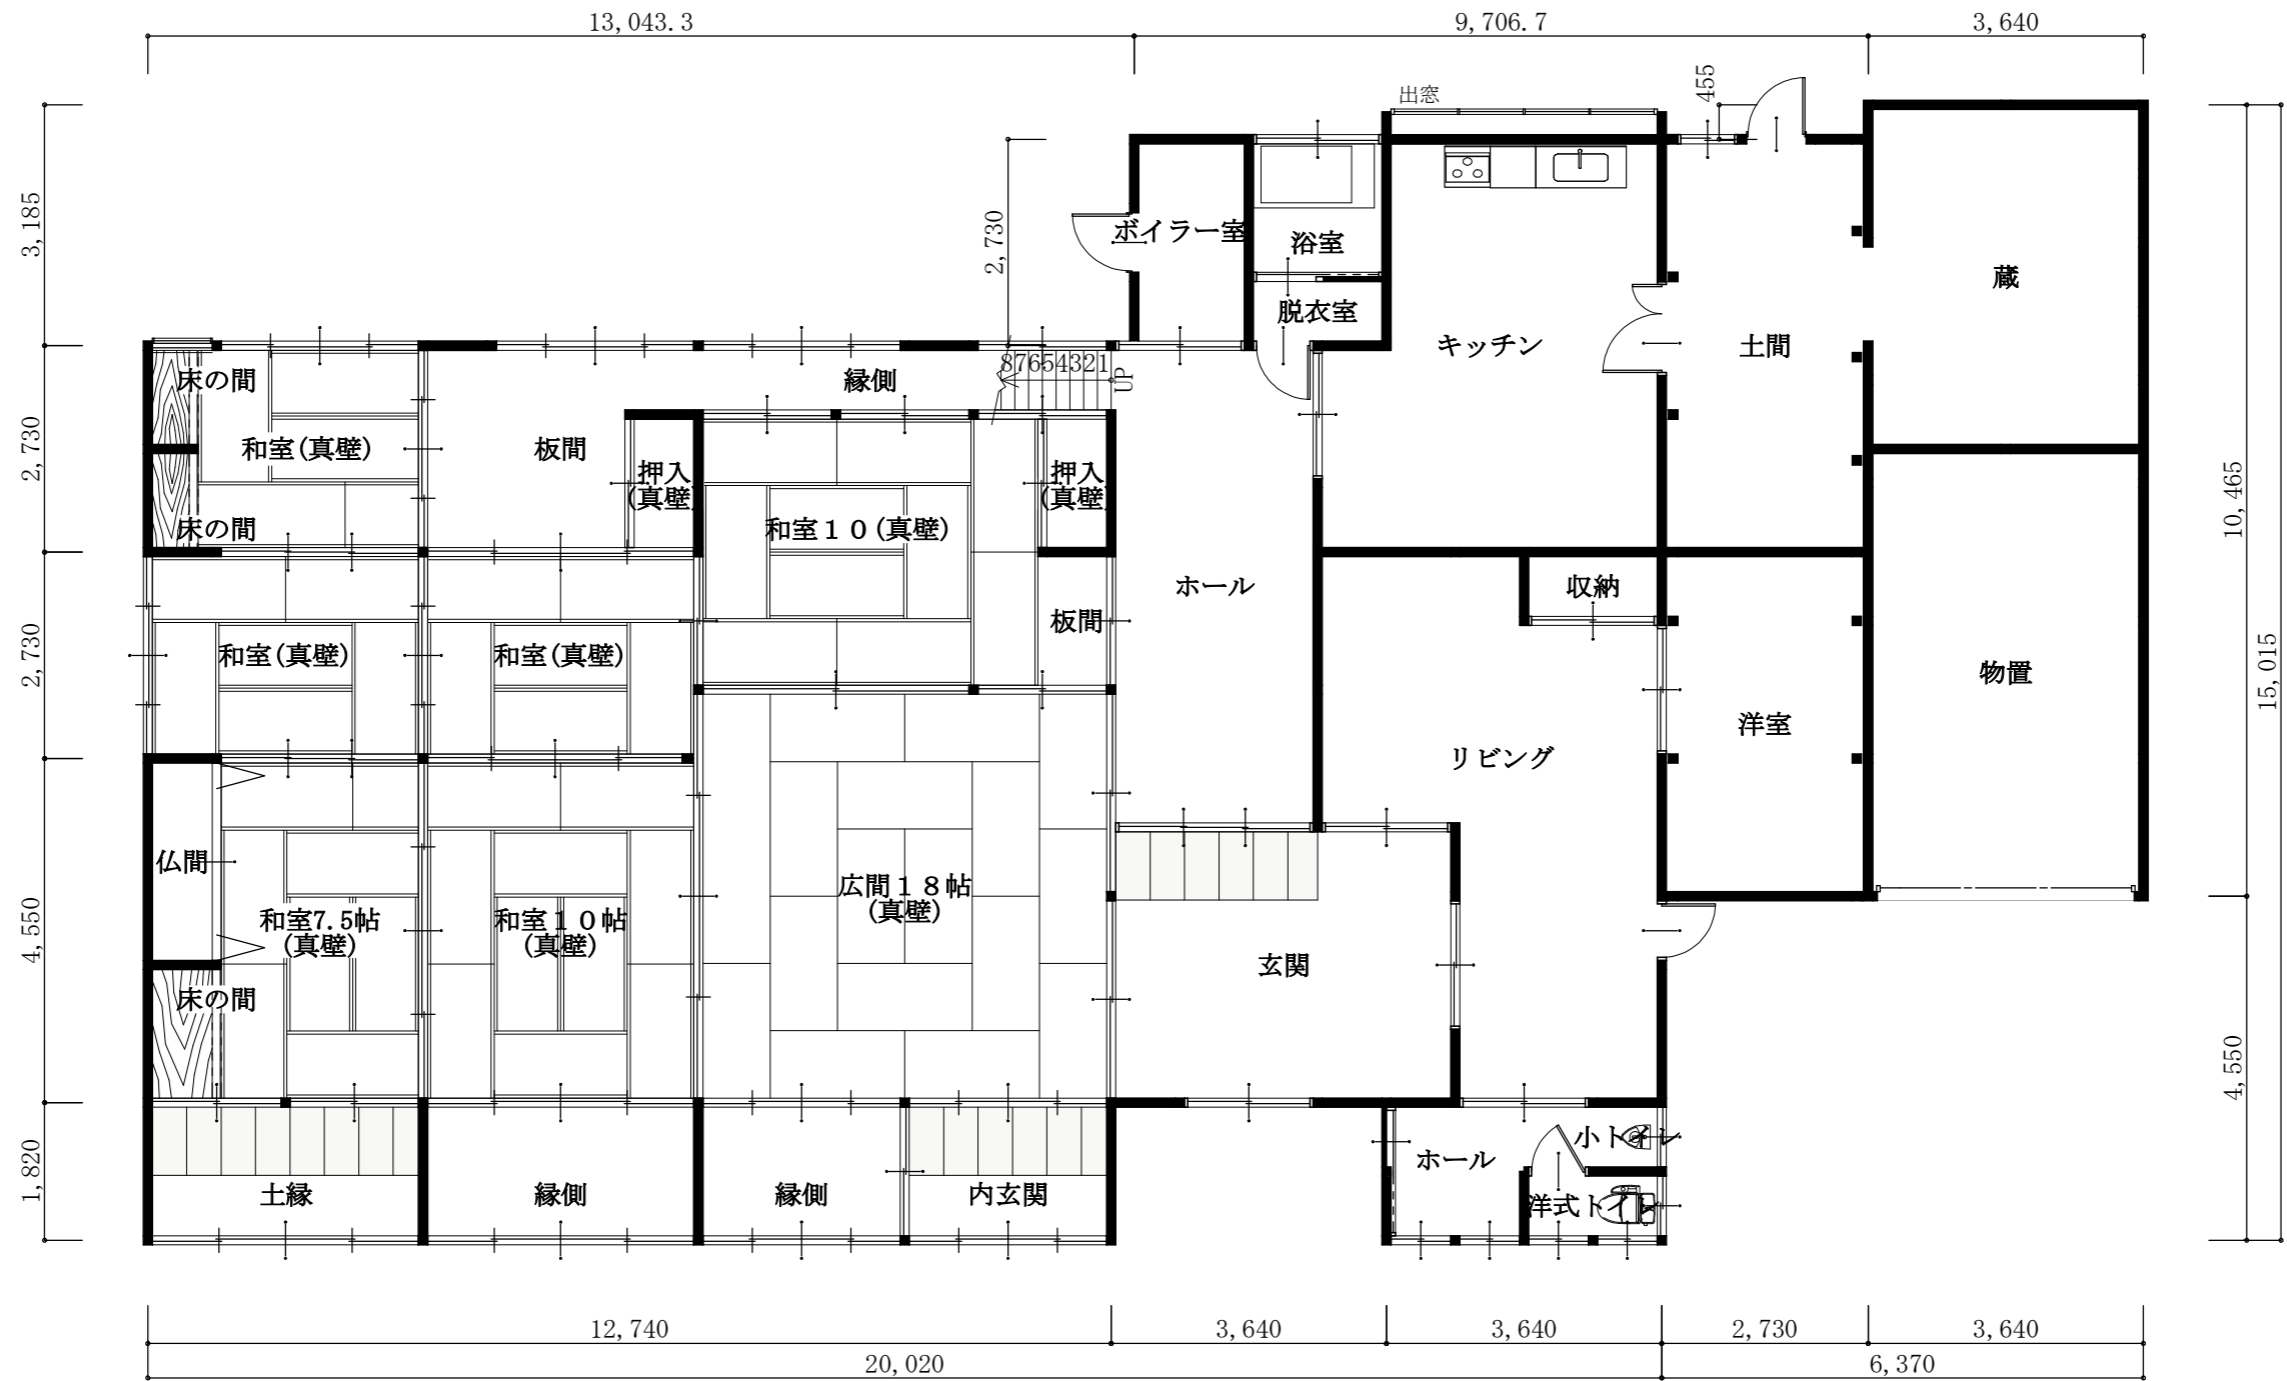 13,043.3
9,706.7
3,640
出窓
455
3,185
2,730
ボイラー室
浴室
脱衣室
キッチン
土間
蔵
床の間
和室(真壁)
床の間
板間
押入
(真壁)
縁側
87654321
UP
押入
(真壁)
和室10(真壁)
板間
ホール
収納
2,730
10,465
2,730
和室(真壁)
和室(真壁)
リビング
洋室
物置
15,015
仏間
4,550
和室7.5帖
(真壁)
和室10帖
(真壁)
広間18帖
(真壁)
玄関
床の間
4,550
1,820
土縁
縁側
縁側
内玄関
ホール
小トイレ
洋式トイレ
12,740
3,640
3,640
2,730
3,640
20,020
6,370